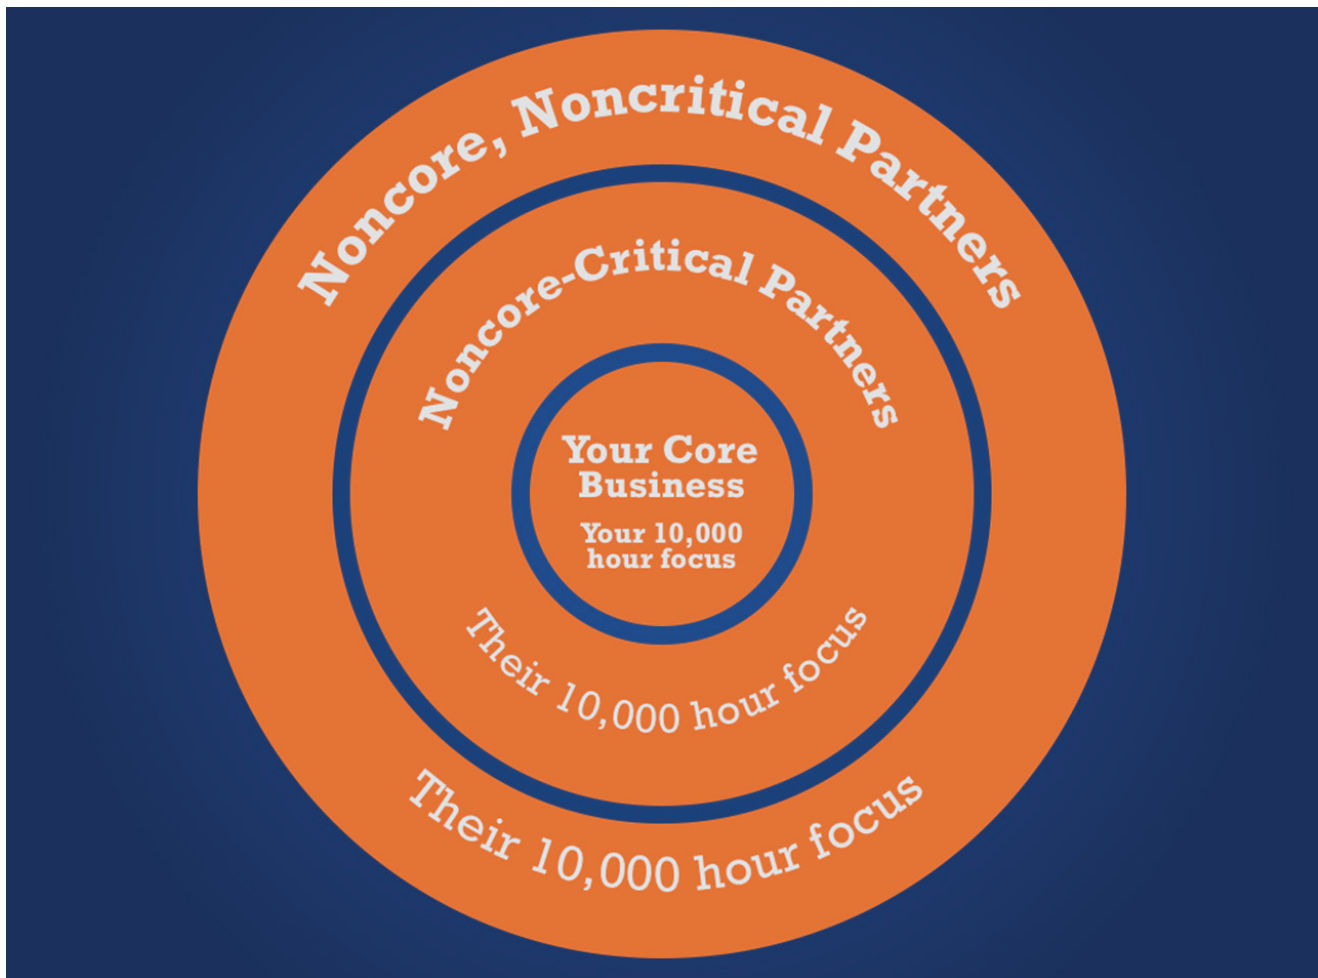 Noncore, Noncritical Partners
Noncore-Critical Partners
Your Core
Business
Your 10,000
hour focus
Their 10,000 hour focus
Their 10,000 hour focus